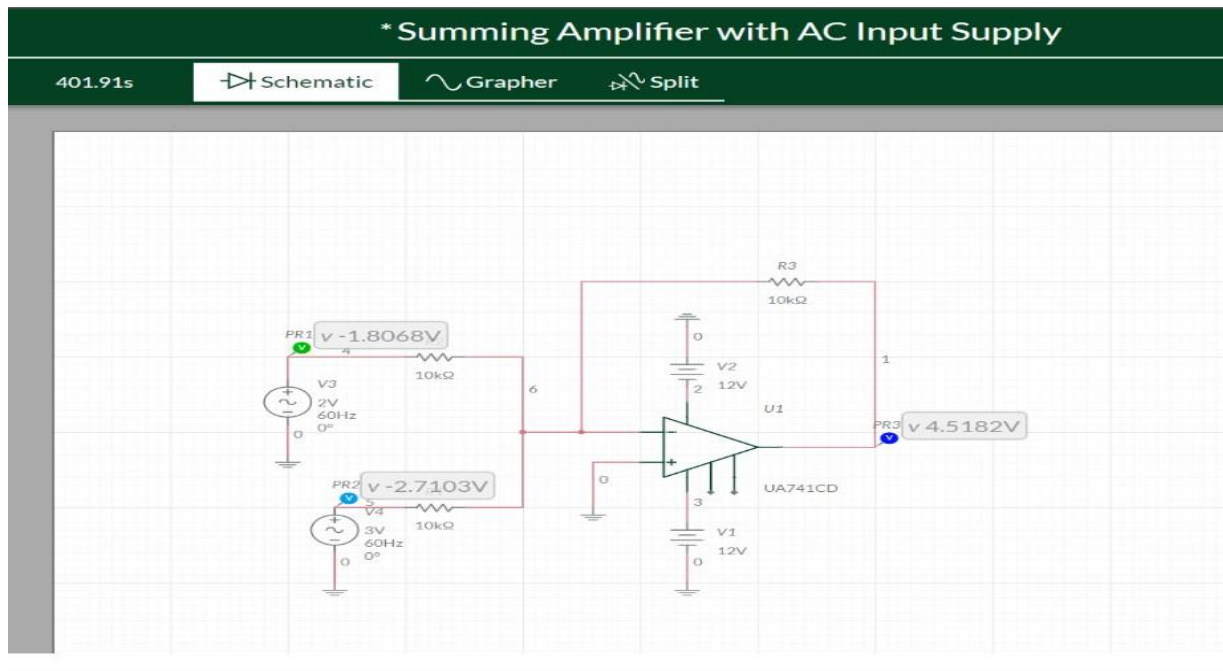 * Summing Amplifier with AC Input Supply
401.91s
Schematic
Grapher
Split
R3
10kΩ
PR1 v -1.8068V
4
10kΩ
V3
2V
60Hz
0°
0
6
0
V2
12V
2
1
U1
PR3 v 4.5182V
UA741CD
0
3
V1
12V
0
PR2 v -2.7103V
5
V4
3V
60Hz
0°
0
10kΩ